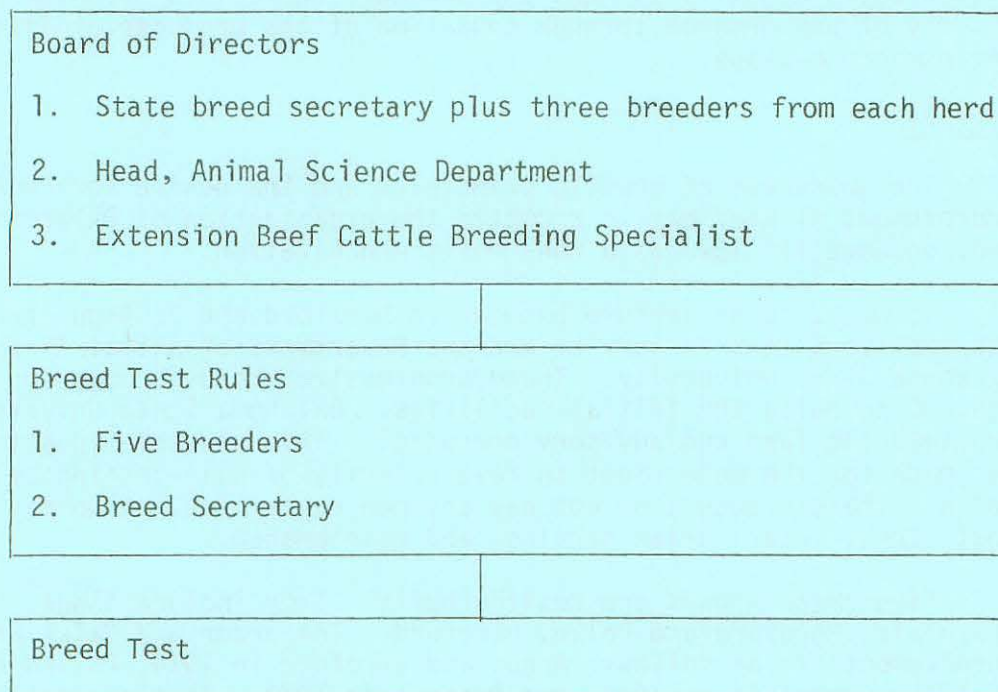 Board of Directors
1. State breed secretary plus three breeders from each herd
2. Head, Animal Science Department
3. Extension Beef Cattle Breeding Specialist
Breed Test Rules
1. Five Breeders
2. Breed Secretary
Breed Test